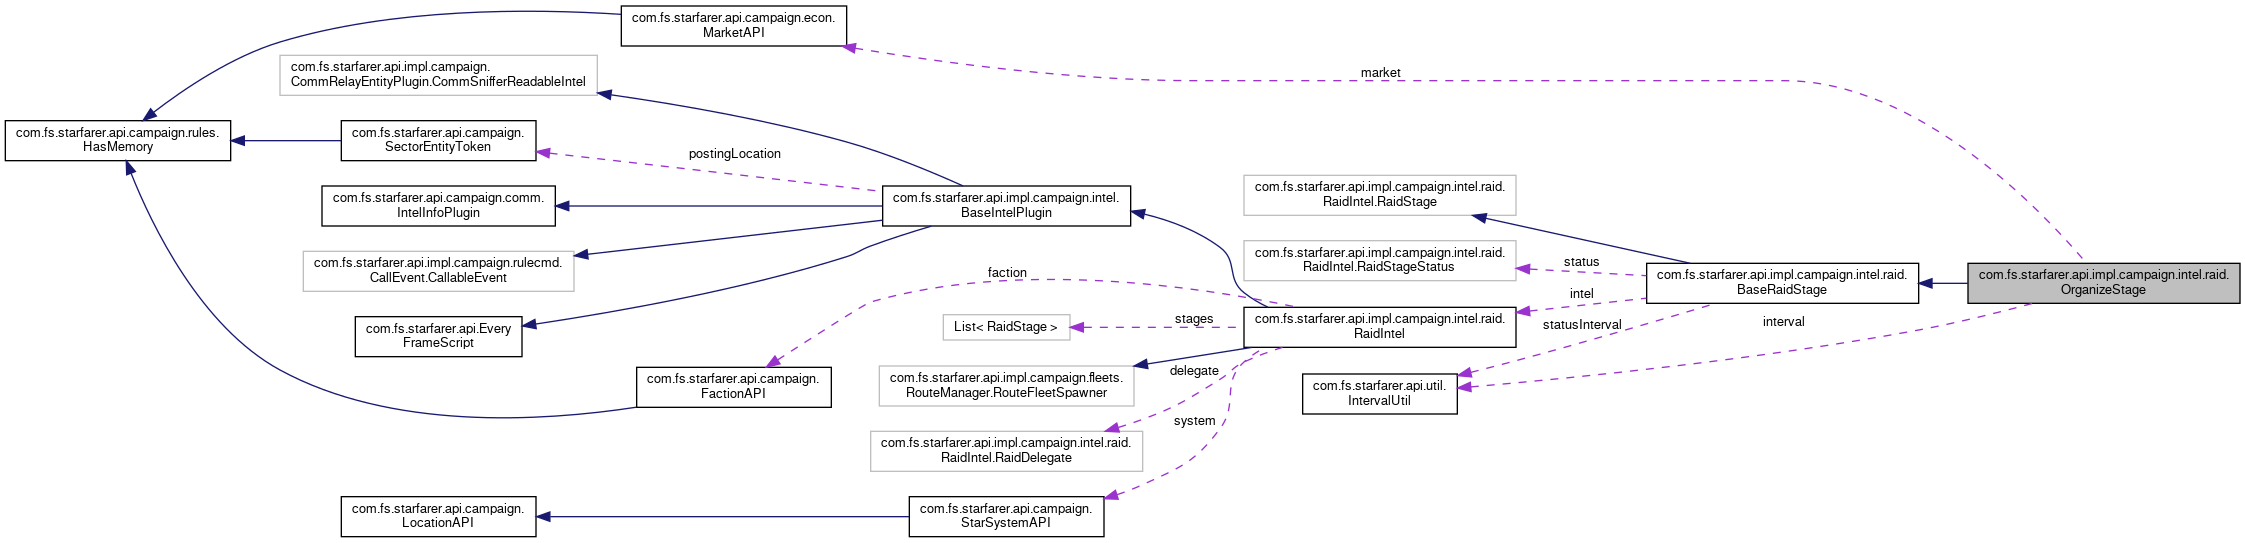 com.fs.starfarer.api.campaign.econ.
MarketAPI
com.fs.starfarer.api.impl.campaign.
CommRelayEntityPlugin.CommSnifferReadableIntel
market
com.fs.starfarer.api.campaign.rules.
HasMemory
com.fs.starfarer.api.campaign.
SectorEntityToken
postingLocation
com.fs.starfarer.api.campaign.comm.
IntelInfoPlugin
com.fs.starfarer.api.impl.campaign.intel.
BaseIntelPlugin
com.fs.starfarer.api.impl.campaign.intel.raid.
RaidIntel.RaidStage
com.fs.starfarer.api.impl.campaign.rulecmd.
CallEvent.CallableEvent
com.fs.starfarer.api.impl.campaign.intel.raid.
RaidIntel.RaidStageStatus
status
com.fs.starfarer.api.impl.campaign.intel.raid.
BaseRaidStage
com.fs.starfarer.api.impl.campaign.intel.raid.
OrganizeStage
faction
intel
com.fs.starfarer.api.Every
FrameScript
List< RaidStage >
stages
com.fs.starfarer.api.impl.campaign.intel.raid.
RaidIntel
statusInterval
interval
com.fs.starfarer.api.campaign.
FactionAPI
com.fs.starfarer.api.impl.campaign.fleets.
RouteManager.RouteFleetSpawner
delegate
com.fs.starfarer.api.util.
IntervalUtil
system
com.fs.starfarer.api.impl.campaign.intel.raid.
RaidIntel.RaidDelegate
com.fs.starfarer.api.campaign.
LocationAPI
com.fs.starfarer.api.campaign.
StarSystemAPI